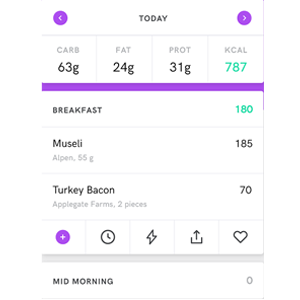 TODAY
CARB FAT PROT KCAL
63g 24g 31g 787
BREAKFAST 180
Museli 185
Alpen, 55 g
Turkey Bacon 70
Applegate Farms, 2 pieces
MID MORNING 0